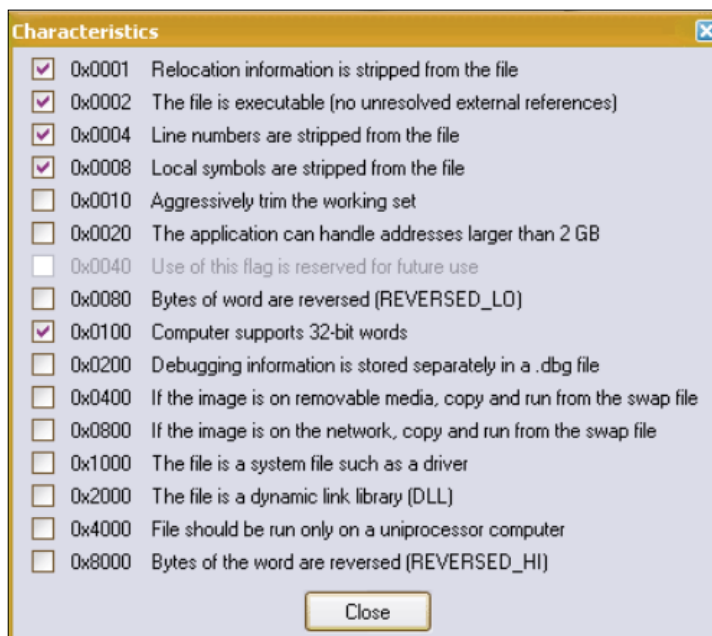 Characteristics
0x0001 Relocation information is stripped from the file
0x0002 The file is executable (no unresolved external references)
0x0004 Line numbers are stripped from the file
0x0008 Local symbols are stripped from the file
0x0010 Aggressively trim the working set
0x0020 The application can handle addresses larger than 2 GB
0x0040 Use of this flag is reserved for future use
0x0080 Bytes of word are reversed (REVERSED_LO)
0x0100 Computer supports 32-bit words
0x0200 Debugging information is stored separately in a .dbg file
0x0400 If the image is on removable media, copy and run from the swap file
0x0800 If the image is on the network, copy and run from the swap file
0x1000 The file is a system file such as a driver
0x2000 The file is a dynamic link library (DLL)
0x4000 File should be run only on a uniprocessor computer
0x8000 Bytes of the word are reversed (REVERSED_HI)
Close